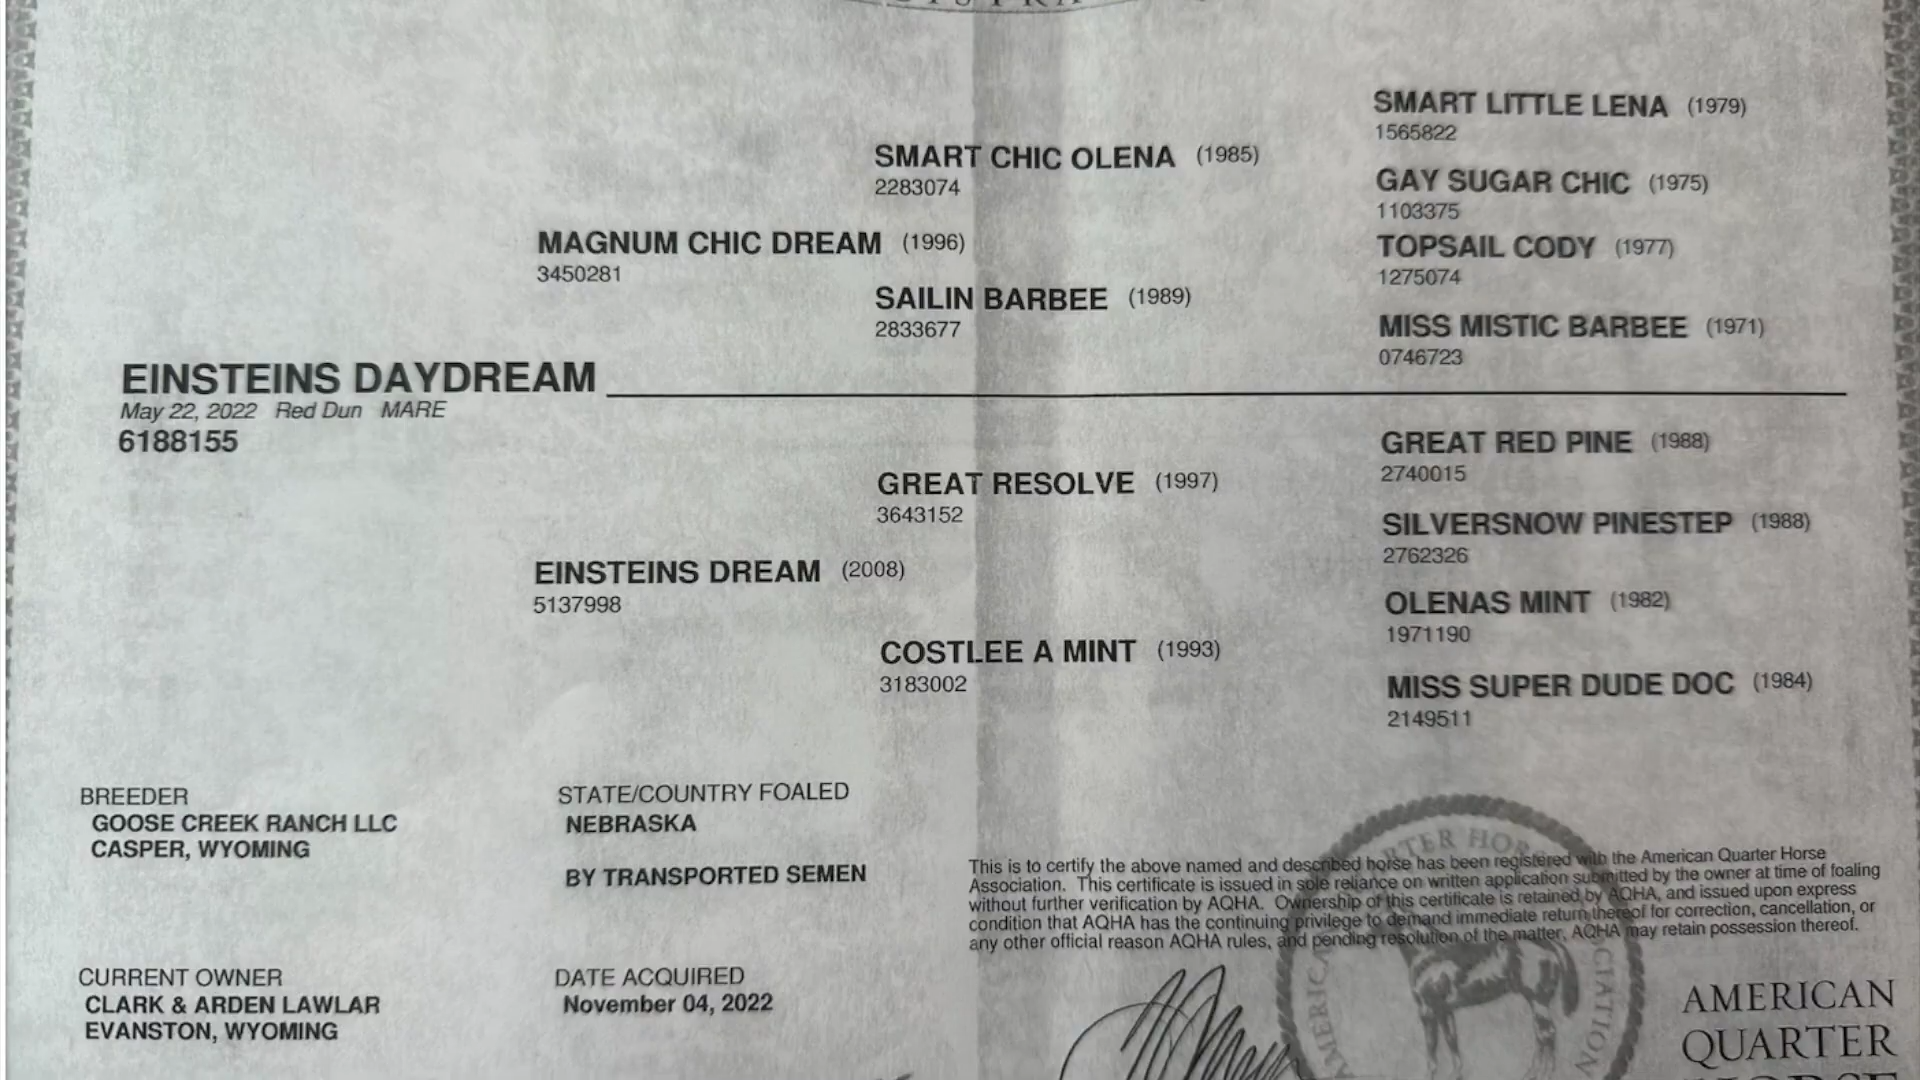 SMART LITTLE LENA (1979)
1565822
SMART CHIC OLENA (1985)
2283074
GAY SUGAR CHIC (1975)
1103375
MAGNUM CHIC DREAM (1996)
3450281
TOPSAIL CODY (1977)
1275074
SAILIN BARBEE (1989)
2833677
MISS MISTIC BARBEE (1971)
0746723
EINSTEINS DAYDREAM
May 22, 2022 Red Dun MARE
6188155
GREAT RED PINE (1988)
2740015
GREAT RESOLVE (1997)
3643152
SILVERSNOW PINESTEP (1988)
2762326
EINSTEINS DREAM (2008)
5137998
OLENAS MINT (1982)
1971190
COSTLEE A MINT (1993)
3183002
MISS SUPER DUDE DOC (1984)
2149511
BREEDER
GOOSE CREEK RANCH LLC
CASPER, WYOMING
STATE/COUNTRY FOALED
NEBRASKA
BY TRANSPORTED SEMEN
This is to certify the above named and described horse has been registered with the American Quarter Horse
Association. This certificate is issued in sole reliance on written application submitted by the owner at time of foaling
without further verification by AQHA. Ownership of this certificate is retained by AQHA, and issued upon express
condition that AQHA has the continuing privilege to demand immediate return thereof for correction, cancellation, or
any other official reason AQHA rules, and pending resolution of the matter, AQHA may retain possession thereof.
CURRENT OWNER
CLARK & ARDEN LAWLAR
EVANSTON, WYOMING
DATE ACQUIRED
November 04, 2022
AMERICAN
QUARTER